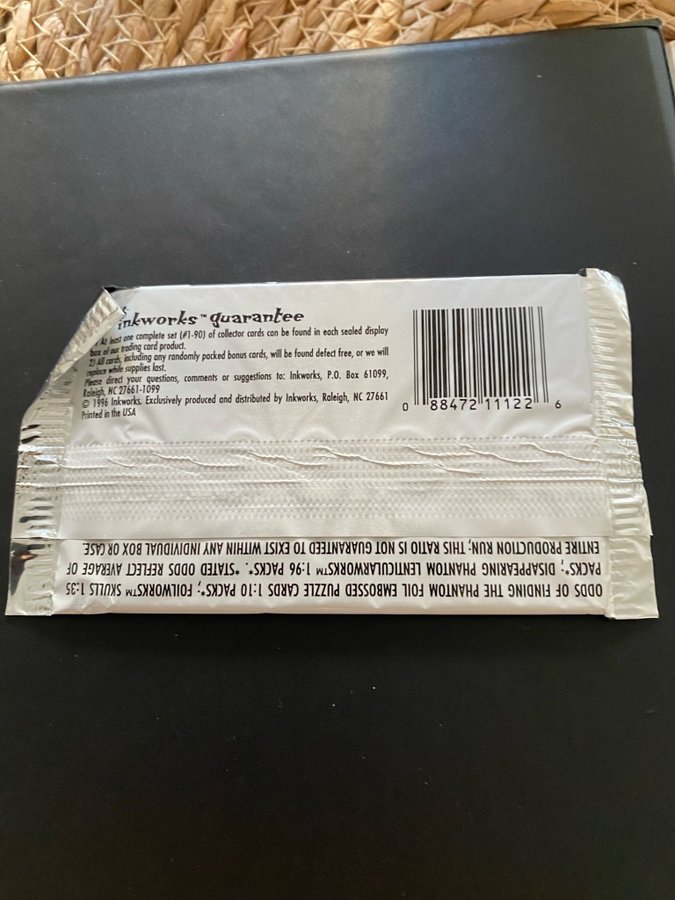 inkworks™ guarantee
1) At least one complete set (#1-90) of collector cards can be found in each sealed display
box of our trading card product.
2) All cards, including any randomly packed bonus cards, will be found defect free, or we will
replace while supplies last.
Please direct your questions, comments or suggestions to: Inkworks, P.O. Box 61099,
Raleigh, NC 27661-1099
© 1996 Inkworks. Exclusively produced and distributed by Inkworks, Raleigh, NC 27661
Printed in the USA
0 88472 11122 6
ODDS OF FINDING THE PHANTOM FOIL EMBOSSED PUZZLE CARDS 1:10 PACKS*; FOILWORKS™ SKULLS 1:35
PACKS*; DISAPPEARING PHANTOM LENTICULARWORKS™ 1:96 PACKS*. *STATED ODDS REFLECT AVERAGE OF
ENTIRE PRODUCTION RUN; THIS RATIO IS NOT GUARANTEED TO EXIST WITHIN ANY INDIVIDUAL BOX OR CASE.